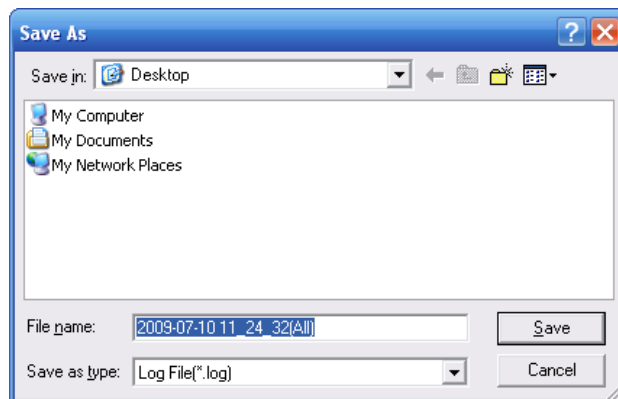 Save As
Save in: Desktop
My Computer
My Documents
My Network Places
File name: 2009-07-10 11_24_32(All)
Save
Save as type: Log File(*.log)
Cancel